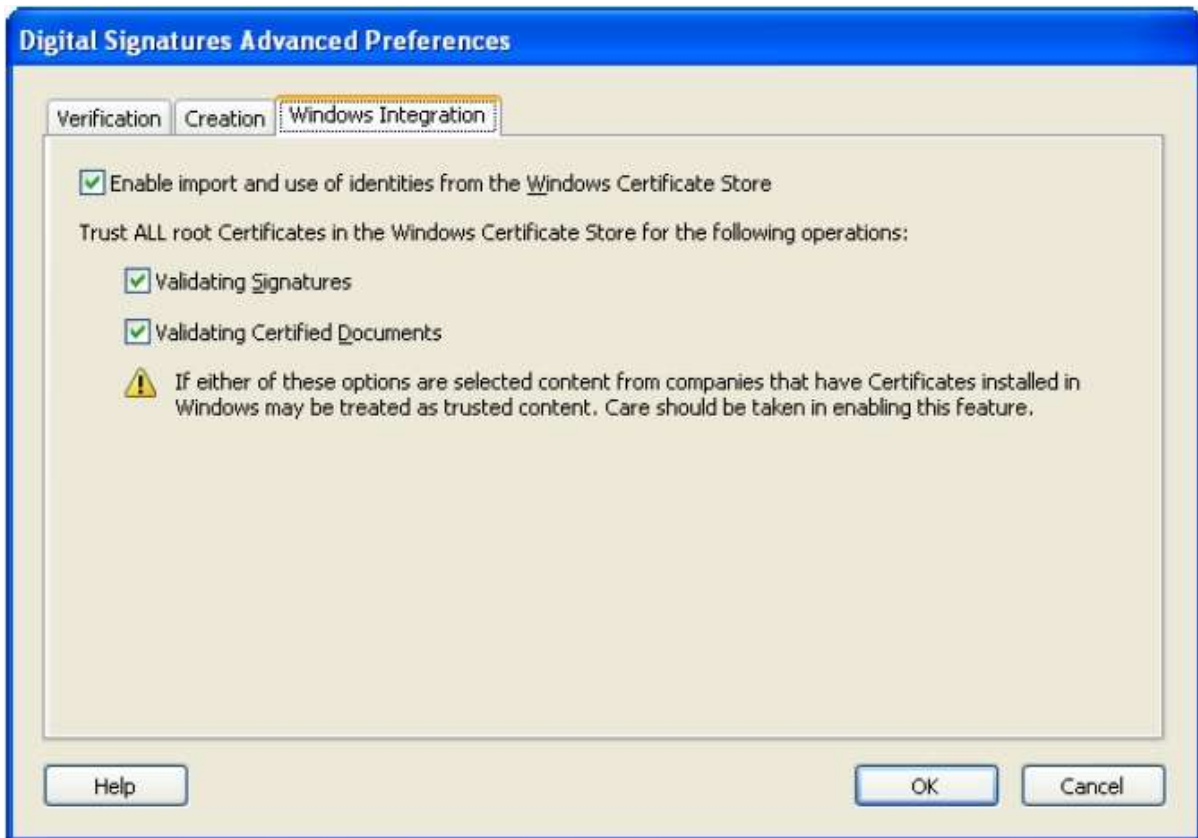 Digital Signatures Advanced Preferences
Verification Creation Windows Integration
Enable import and use of identities from the Windows Certificate Store
Trust ALL root Certificates in the Windows Certificate Store for the following operations:
Validating Signatures
Validating Certified Documents
If either of these options are selected content from companies that have Certificates installed in
Windows may be treated as trusted content. Care should be taken in enabling this feature.
Help OK Cancel